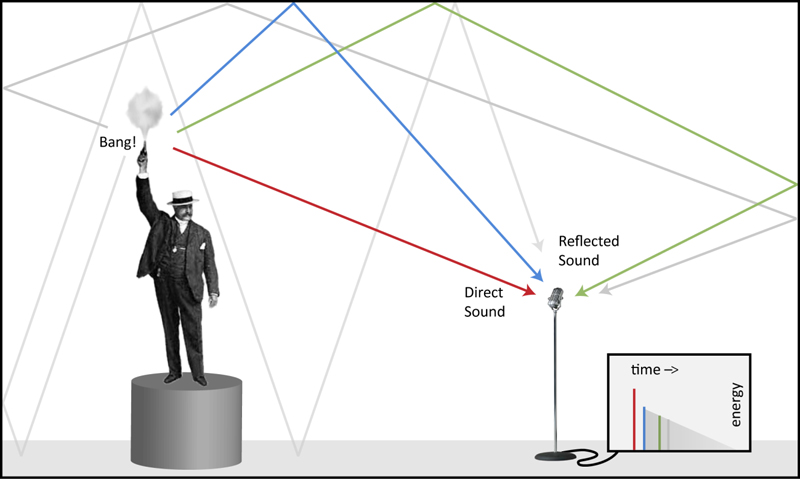 Bang!
Reflected
Sound
Direct
Sound
time –>
energy